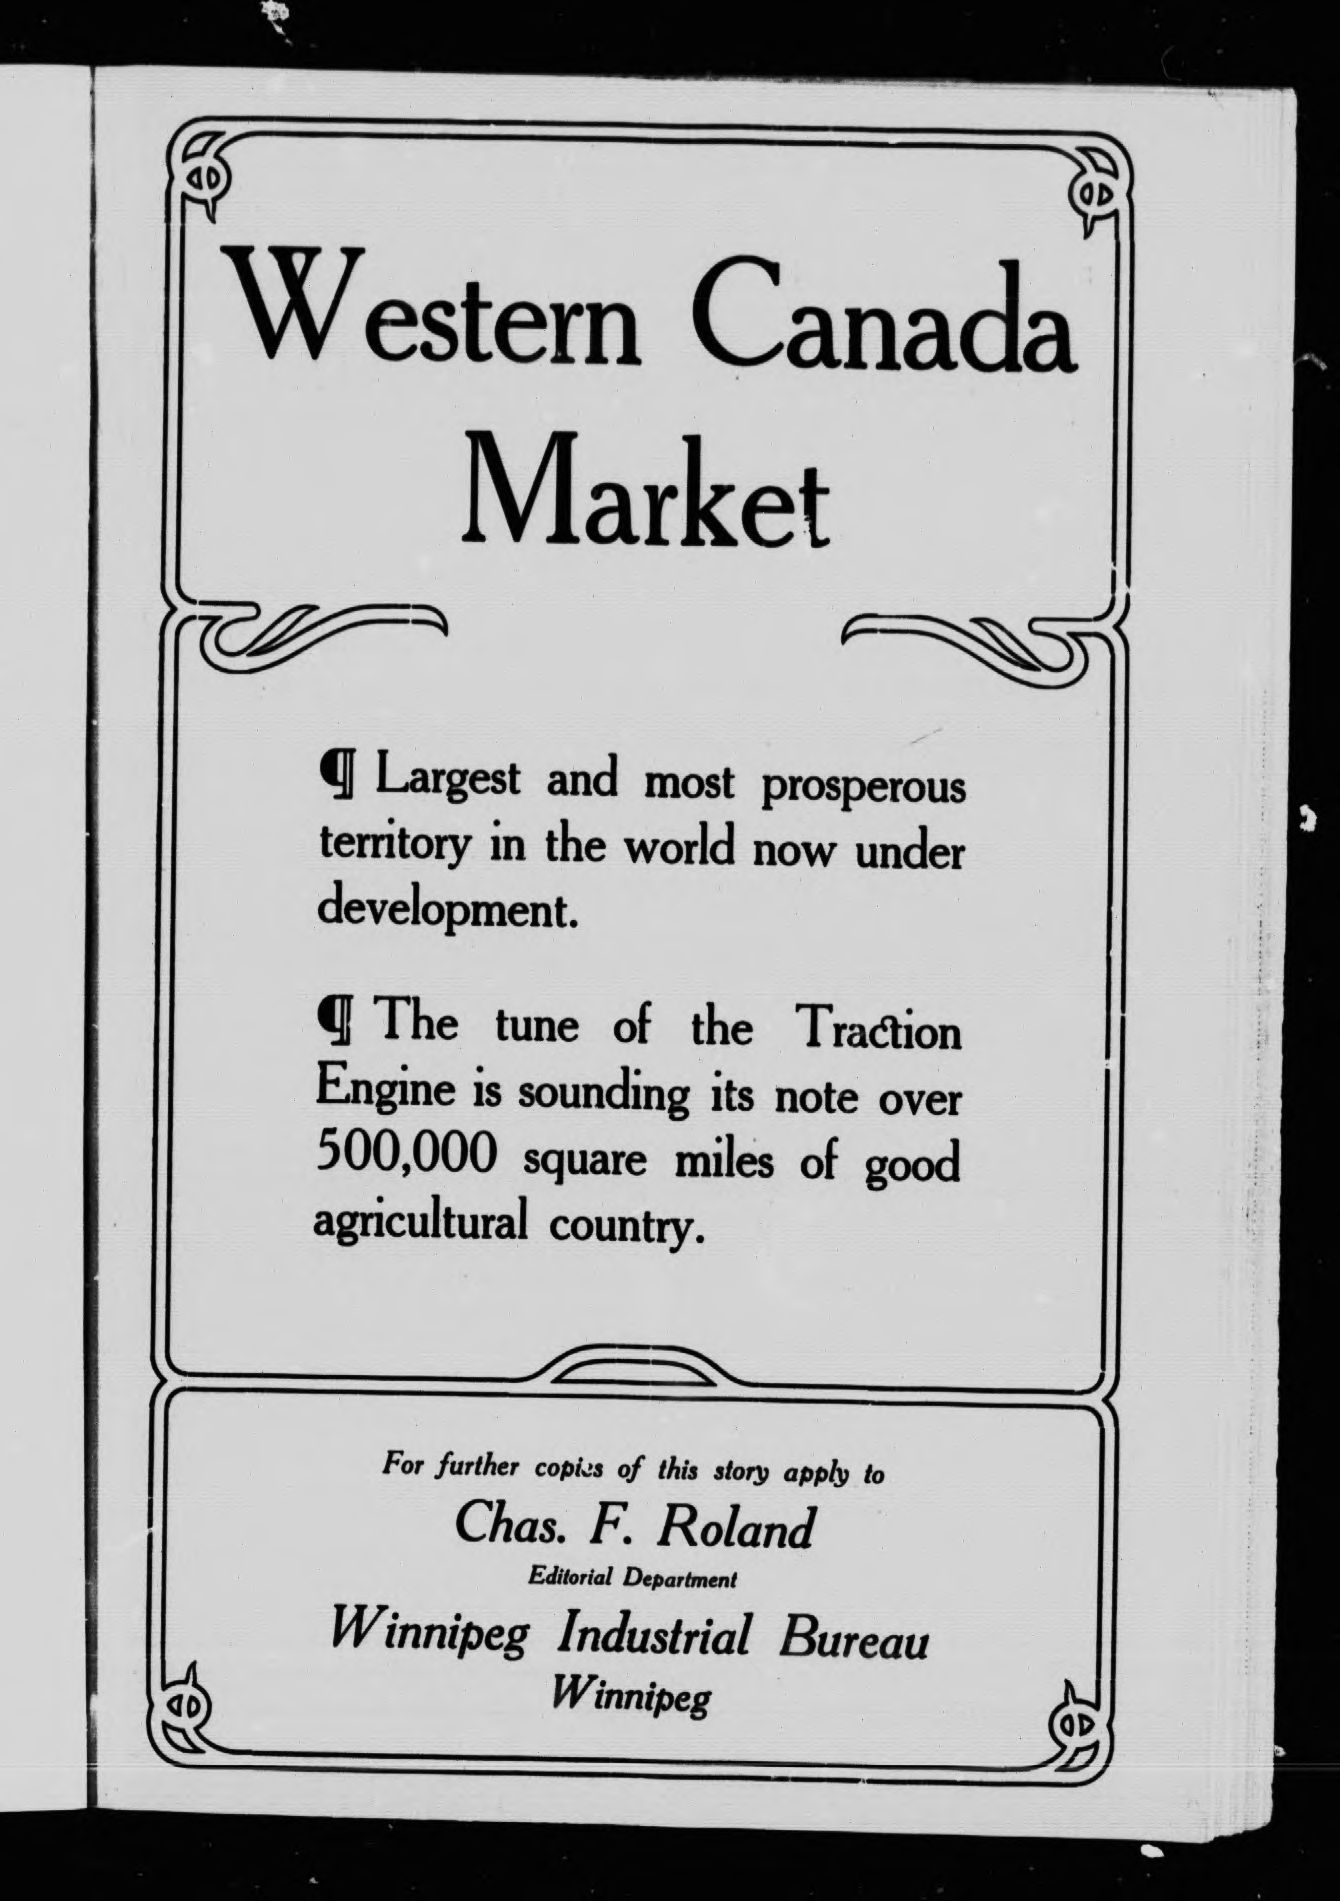 Western Canada
Market
¶ Largest and most prosperous
territory in the world now under
development.
¶ The tune of the Traction
Engine is sounding its note over
500,000 square miles of good
agricultural country.
For further copies of this story apply to
Chas. F. Roland
Editorial Department
Winnipeg Industrial Bureau
Winnipeg